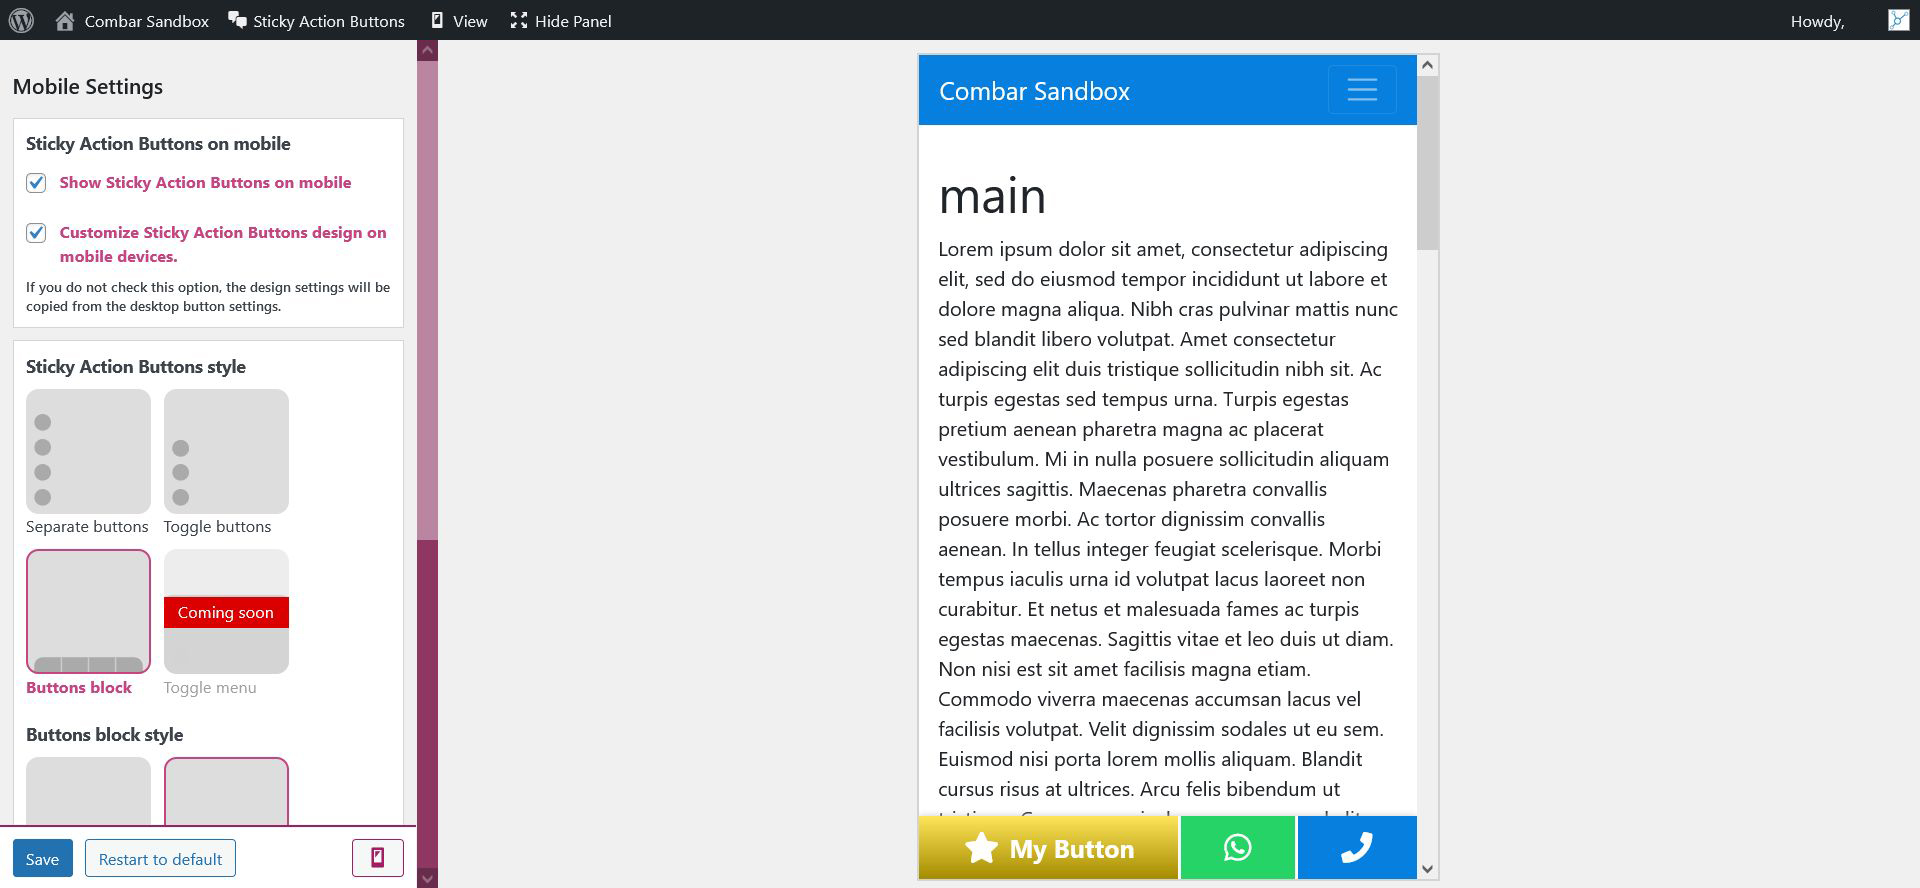 Combar Sandbox
Sticky Action Buttons
View
Hide Panel
Howdy,
Mobile Settings
Sticky Action Buttons on mobile
Show Sticky Action Buttons on mobile
Customize Sticky Action Buttons design on
mobile devices.
If you do not check this option, the design settings will be
copied from the desktop button settings.
Sticky Action Buttons style
Separate buttons
Toggle buttons
Coming soon
Buttons block
Toggle menu
Buttons block style
Save
Restart to default
Combar Sandbox
main
Lorem ipsum dolor sit amet, consectetur adipiscing
elit, sed do eiusmod tempor incididunt ut labore et
dolore magna aliqua. Nibh cras pulvinar mattis nunc
sed blandit libero volutpat. Amet consectetur
adipiscing elit duis tristique sollicitudin nibh sit. Ac
turpis egestas sed tempus urna. Turpis egestas
pretium aenean pharetra magna ac placerat
vestibulum. Mi in nulla posuere sollicitudin aliquam
ultrices sagittis. Maecenas pharetra convallis
posuere morbi. Ac tortor dignissim convallis
aenean. In tellus integer feugiat scelerisque. Morbi
tempus iaculis urna id volutpat lacus laoreet non
curabitur. Et netus et malesuada fames ac turpis
egestas maecenas. Sagittis vitae et leo duis ut diam.
Non nisi est sit amet facilisis magna etiam.
Commodo viverra maecenas accumsan lacus vel
facilisis volutpat. Velit dignissim sodales ut eu sem.
Euismod nisi porta lorem mollis aliquam. Blandit
cursus risus at ultrices. Arcu felis bibendum ut
My Button